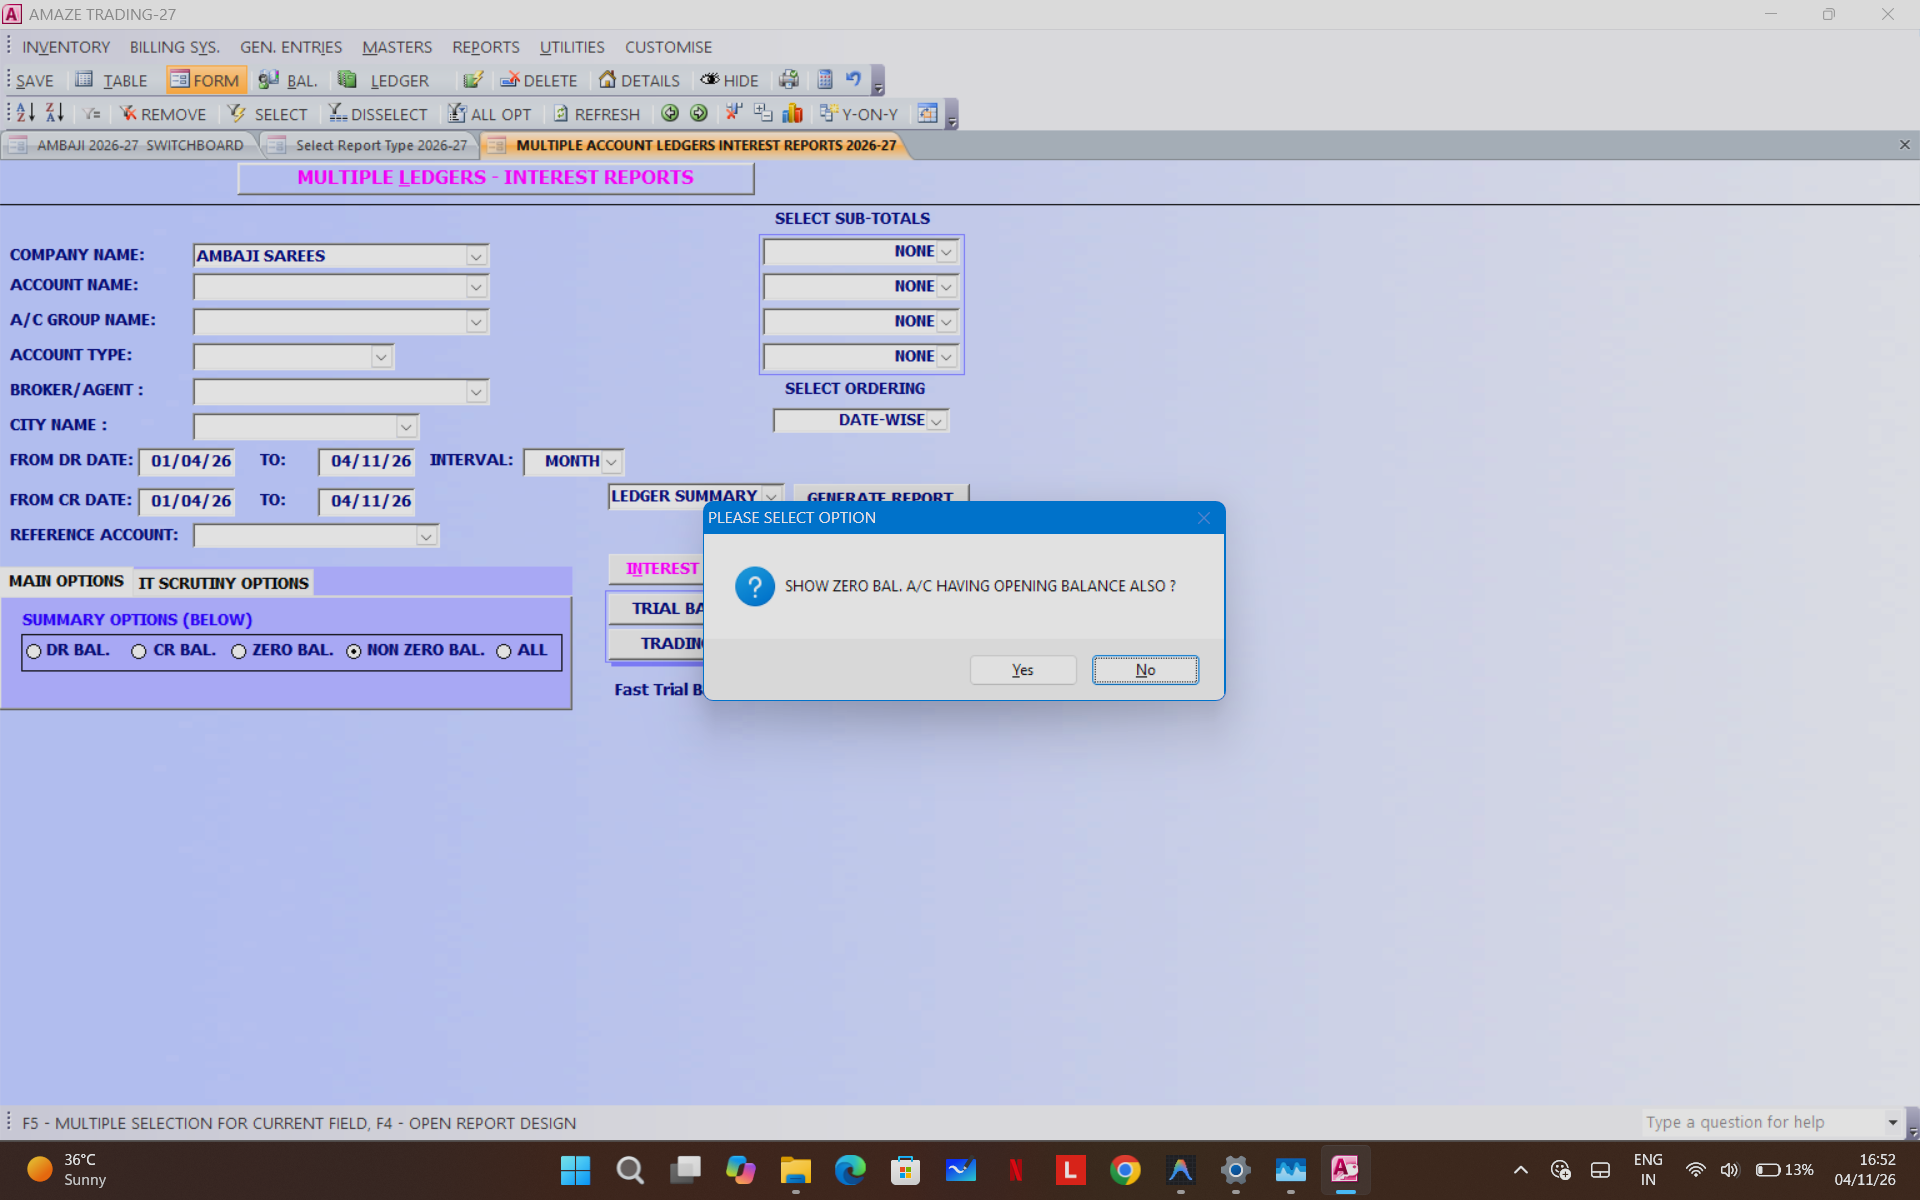 AMAZE TRADING-27
INVENTORY BILLING SYS. GEN. ENTRIES MASTERS REPORTS UTILITIES CUSTOMISE
SAVE TABLE FORM BAL. LEDGER DELETE DETAILS HIDE
REMOVE SELECT DISSELECT ALL OPT REFRESH Y-ON-Y
AMBAJI 2026-27 SWITCHBOARD Select Report Type 2026-27 MULTIPLE ACCOUNT LEDGERS INTEREST REPORTS 2026-27
MULTIPLE LEDGERS - INTEREST REPORTS
SELECT SUB-TOTALS
COMPANY NAME: AMBAJI SAREES NONE
ACCOUNT NAME: NONE
A/C GROUP NAME: NONE
ACCOUNT TYPE: NONE
BROKER/AGENT : SELECT ORDERING
CITY NAME : DATE-WISE
FROM DR DATE: 01/04/26 TO: 04/11/26 INTERVAL: MONTH
FROM CR DATE: 01/04/26 TO: 04/11/26 LEDGER SUMMARY GENERATE REPORT
REFERENCE ACCOUNT:
PLEASE SELECT OPTION
SHOW ZERO BAL. A/C HAVING OPENING BALANCE ALSO ?
Yes No
INTEREST
TRIAL BA
TRADING
Fast Trial B
MAIN OPTIONS IT SCRUTINY OPTIONS
SUMMARY OPTIONS (BELOW)
DR BAL. CR BAL. ZERO BAL. NON ZERO BAL. ALL
F5 - MULTIPLE SELECTION FOR CURRENT FIELD, F4 - OPEN REPORT DESIGN Type a question for help
36°C
Sunny
ENG
IN
13%
16:52
04/11/26